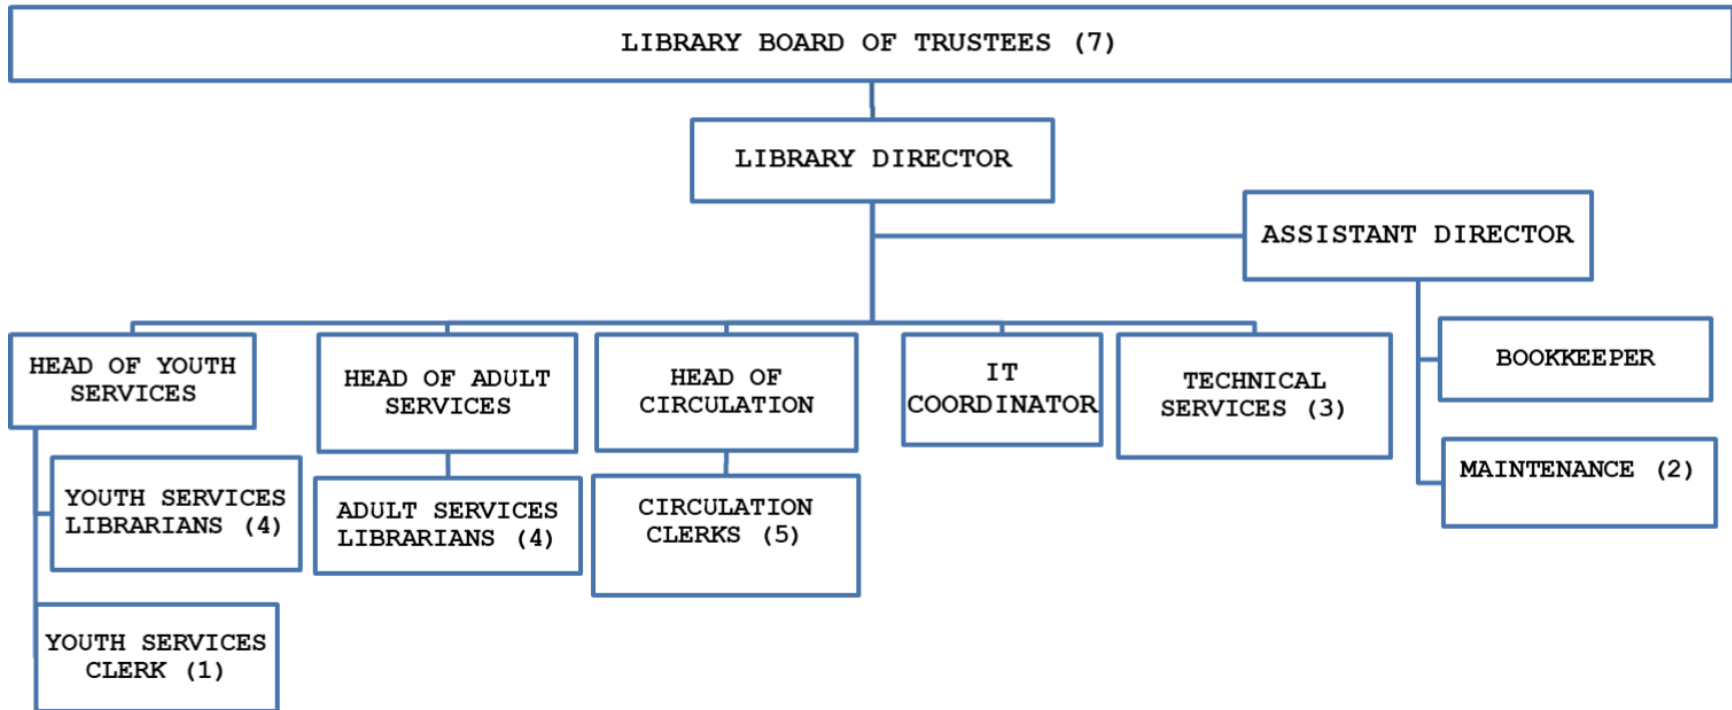 LIBRARY BOARD OF TRUSTEES (7)
LIBRARY DIRECTOR
ASSISTANT DIRECTOR
HEAD OF YOUTH
SERVICES
HEAD OF ADULT
SERVICES
HEAD OF
CIRCULATION
IT
COORDINATOR
TECHNICAL
SERVICES (3)
BOOKKEEPER
MAINTENANCE (2)
YOUTH SERVICES
LIBRARIANS (4)
ADULT SERVICES
LIBRARIANS (4)
CIRCULATION
CLERKS (5)
YOUTH SERVICES
CLERK (1)